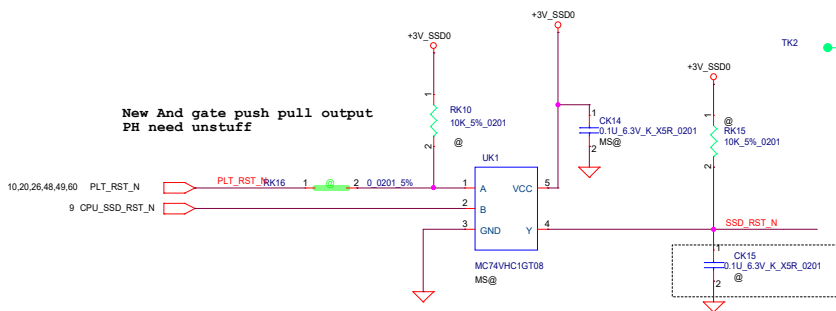 +3V_SSD0
+3V_SSD0
TK2
+3V_SSD0
New And gate push pull output
PH need unstuff
1
RK10
10K_5%_0201
2
@
1
CK14
0.1U_6.3V_K_X5R_0201
2
MS@
1
@
RK15
10K_5%_0201
2
UK1
10,20,26,48,49,60 PLT_RST_N
PLT_RST_N
RK16
1
@
2
0_0201_5%
1
A
VCC
5
9 CPU_SSD_RST_N
2
B
3
GND
Y
4
SSD_RST_N
MC74VHC1GT08
MS@
1
CK15
0.1U_6.3V_K_X5R_0201
2
@